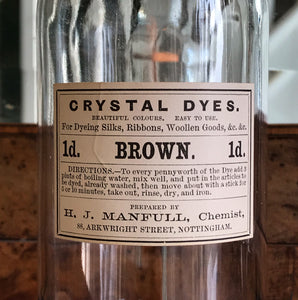 CRYSTAL DYES.
BEAUTIFUL COLOURS. EASY TO USE.
For Dyeing Silks, Ribbons, Woollen Goods, &c. &c.
1d. BROWN. 1d.
DIRECTIONS.—To every pennyworth of the Dye add 3
pints of boiling water, mix well, and put in the articles to
be dyed, already washed, then move about with a stick for
5 or 10 minutes, take out, rinse, dry, and iron.
PREPARED BY
H. J. MANFULL, Chemist,
88, ARKWRIGHT STREET, NOTTINGHAM.